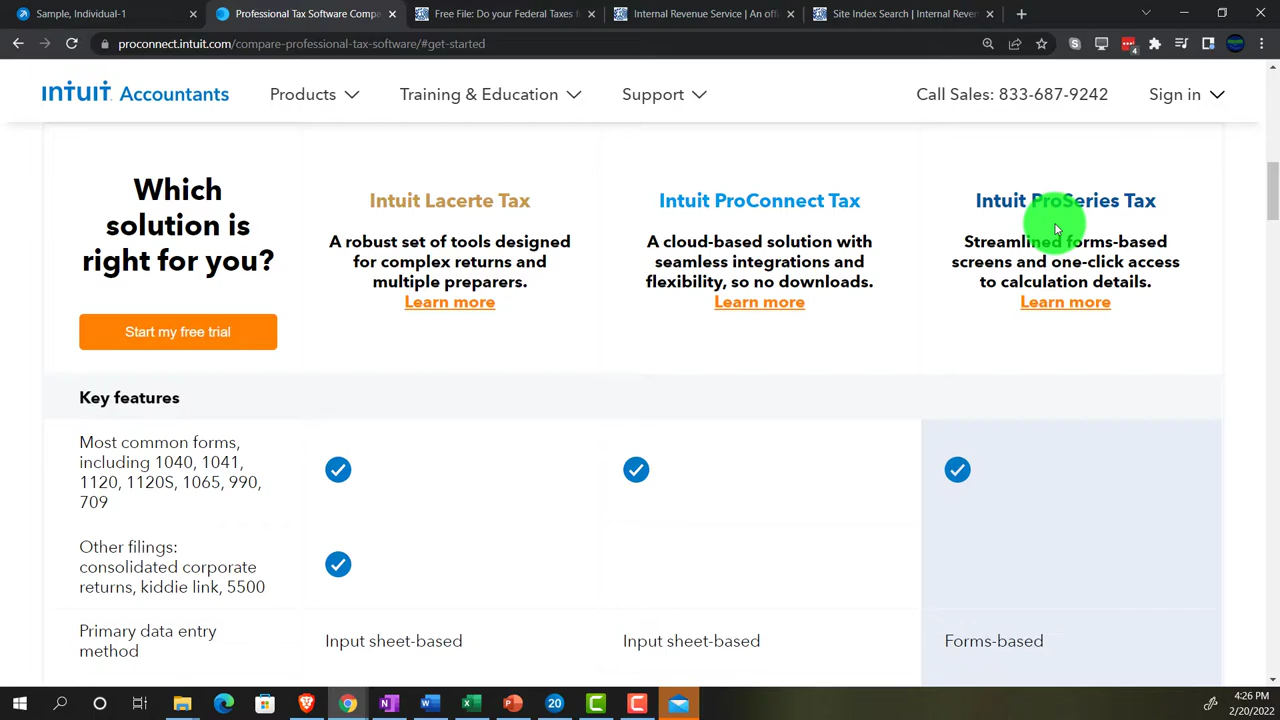 Sample, Individual-1
Professional Tax Software Compa
Free File: Do your Federal Taxes f
Internal Revenue Service | An offi
Site Index Search | Internal Reven
proconnect.intuit.com/compare-professional-tax-software/#get-started
4
INTUIT Accountants
Products
Training & Education
Support
Call Sales: 833-687-9242
Sign in
Which
solution is
right for you?
Start my free trial
Intuit Lacerte Tax
A robust set of tools designed
for complex returns and
multiple preparers.
Learn more
Intuit ProConnect Tax
A cloud-based solution with
seamless integrations and
flexibility, so no downloads.
Learn more
Intuit ProSeries Tax
Streamlined forms-based
screens and one-click access
to calculation details.
Learn more
Key features
Most common forms,
including 1040, 1041,
1120, 1120S, 1065, 990,
709
Other filings:
consolidated corporate
returns, kiddie link, 5500
Primary data entry
method
Input sheet-based
Input sheet-based
Forms-based
20
4:26 PM
2/20/2022